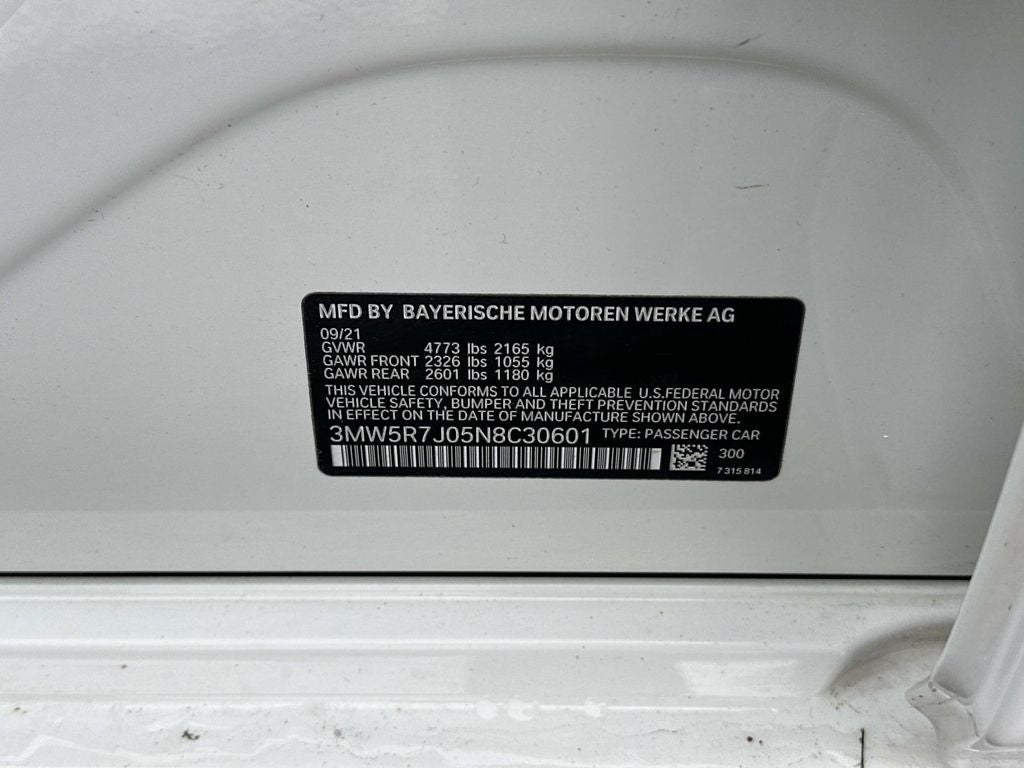 MFD BY BAYERISCHE MOTOREN WERKE AG
09/21
GVWR 4773 lbs 2165 kg
GAWR FRONT 2326 lbs 1055 kg
GAWR REAR 2601 lbs 1180 kg
THIS VEHICLE CONFORMS TO ALL APPLICABLE U.S.FEDERAL MOTOR
VEHICLE SAFETY, BUMPER AND THEFT PREVENTION STANDARDS
IN EFFECT ON THE DATE OF MANUFACTURE SHOWN ABOVE.
3MW5R7J05N8C30601 TYPE: PASSENGER CAR
300
7 315 814